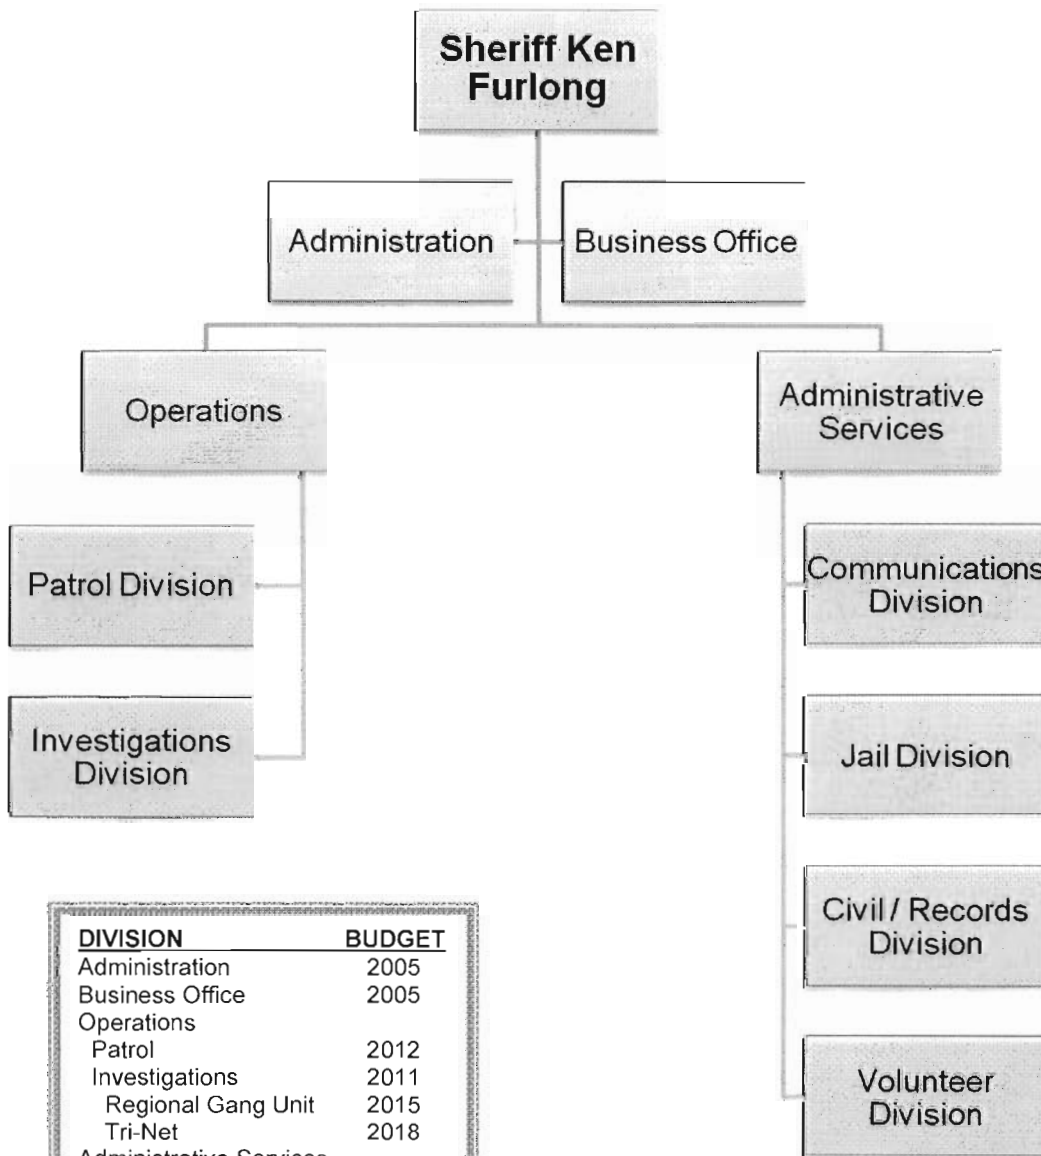 Sheriff Ken
Furlong
Administration
Business Office
Operations
Administrative
Services
Patrol Division
Investigations
Division
Communications
Division
Jail Division
Civil / Records
Division
Volunteer
Division
DIVISION BUDGET
Administration 2005
Business Office 2005
Operations
Patrol 2012
Investigations 2011
Regional Gang Unit 2015
Tri-Net 2018
Administrative Services